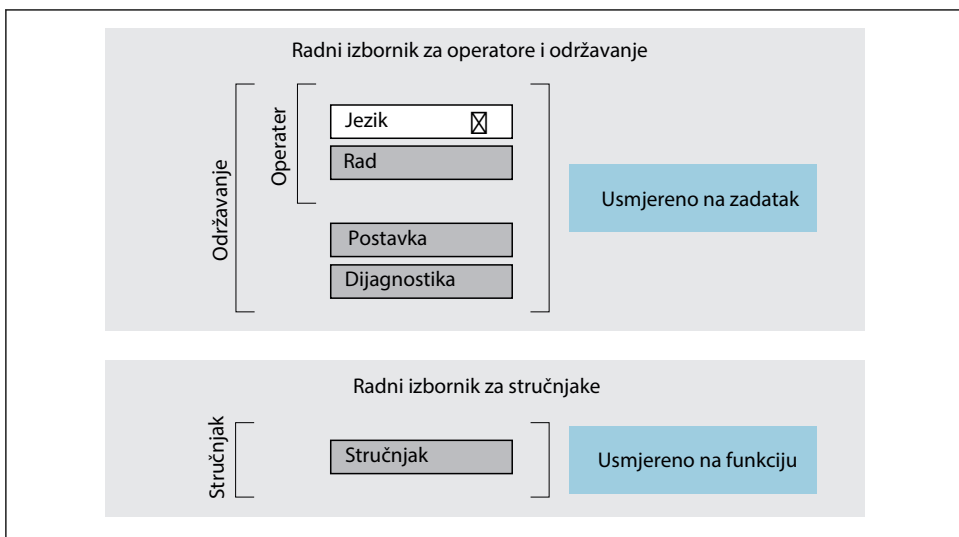 Radni izbornik za operatore i održavanje
Održavanje
Operater
Jezik
Rad
Postavka
Dijagnostika
Usmjereno na zadatak
Radni izbornik za stručnjake
Stručnjak
Stručnjak
Usmjereno na funkciju